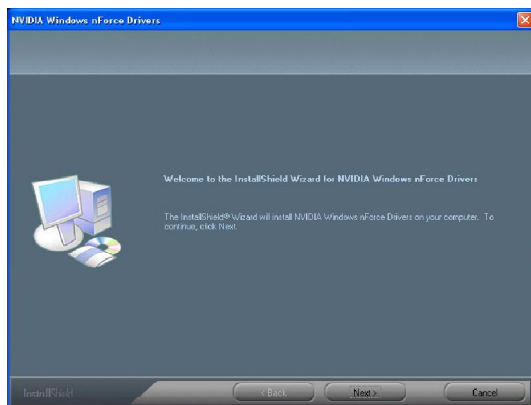 NVIDIA Windows nForce Drivers
Welcome to the InstallShield Wizard for NVIDIA Windows nForce Drivers
The InstallShield® Wizard will install NVIDIA Windows nForce Drivers on your computer. To
continue, click Next.
InstallShield
< Back
Next >
Cancel